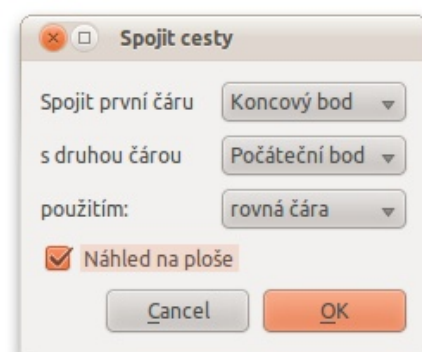 Spojit cesty
Spojit první čáru Koncový bod
s druhou čárou Počáteční bod
použitím: rovná čára
Náhled na ploše
Cancel OK